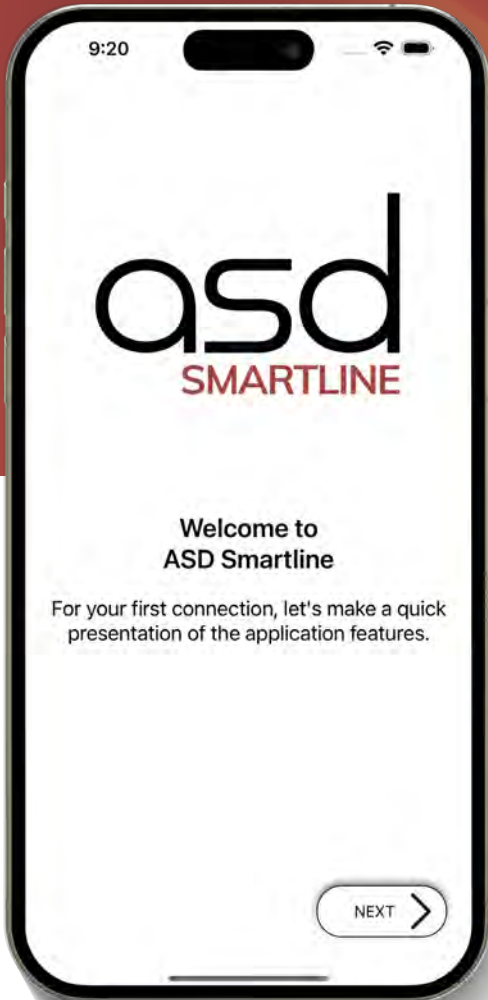 9:20
asd
SMARTLINE
Welcome to
ASD Smartline
For your first connection, let's make a quick
presentation of the application features.
NEXT